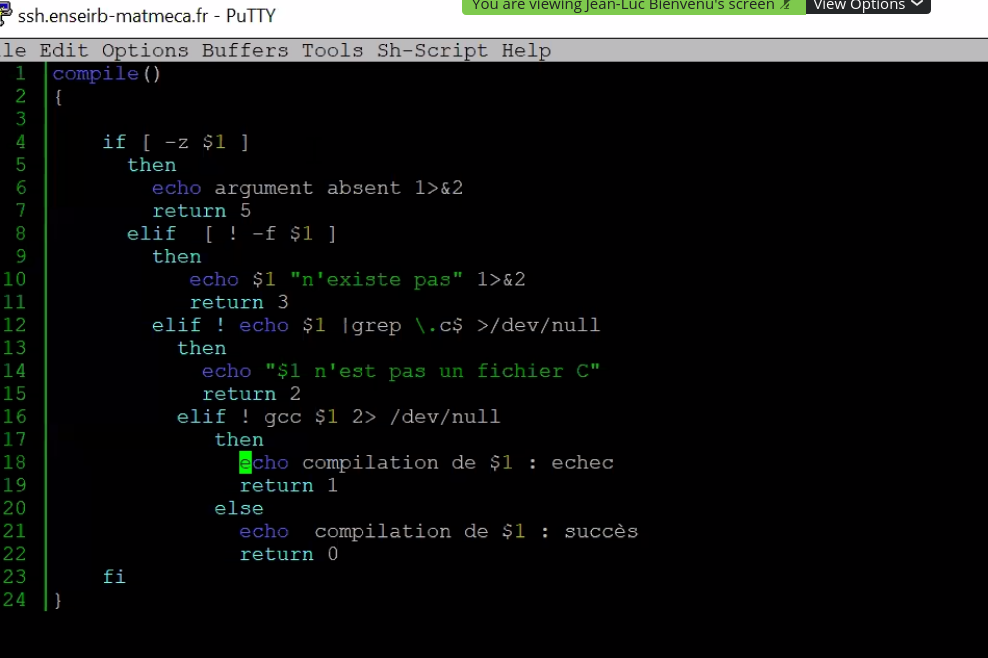 ssh.enseirb-matmeca.fr - PuTTY
You are viewing Jean-Luc Bienvenu's screen View Options
le Edit Options Buffers Tools Sh-Script Help
1 compile()
2 {
3
4 if [ -z $1 ]
5 then
6 echo argument absent 1>&2
7 return 5
8 elif [ ! -f $1 ]
9 then
10 echo $1 "n'existe pas" 1>&2
11 return 3
12 elif ! echo $1 |grep \.c$ >/dev/null
13 then
14 echo "$1 n'est pas un fichier C"
15 return 2
16 elif ! gcc $1 2> /dev/null
17 then
18 echo compilation de $1 : echec
19 return 1
20 else
21 echo compilation de $1 : succès
22 return 0
23 fi
24 }